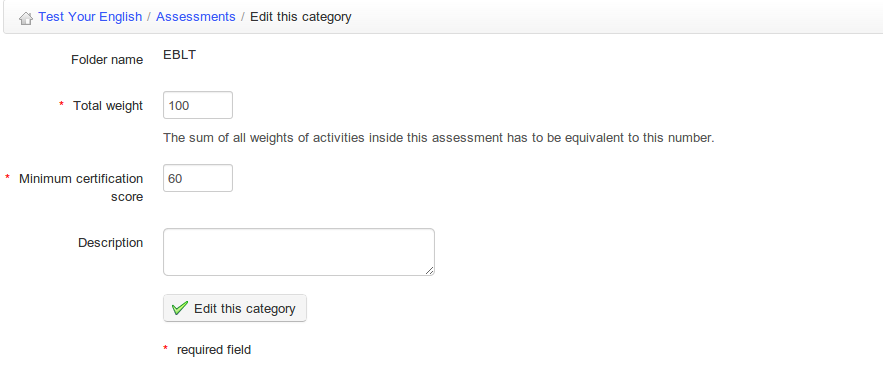 Test Your English / Assessments / Edit this category
Folder name EBLT
* Total weight 100
The sum of all weights of activities inside this assessment has to be equivalent to this number.
* Minimum certification score 60
Description
Edit this category
* required field